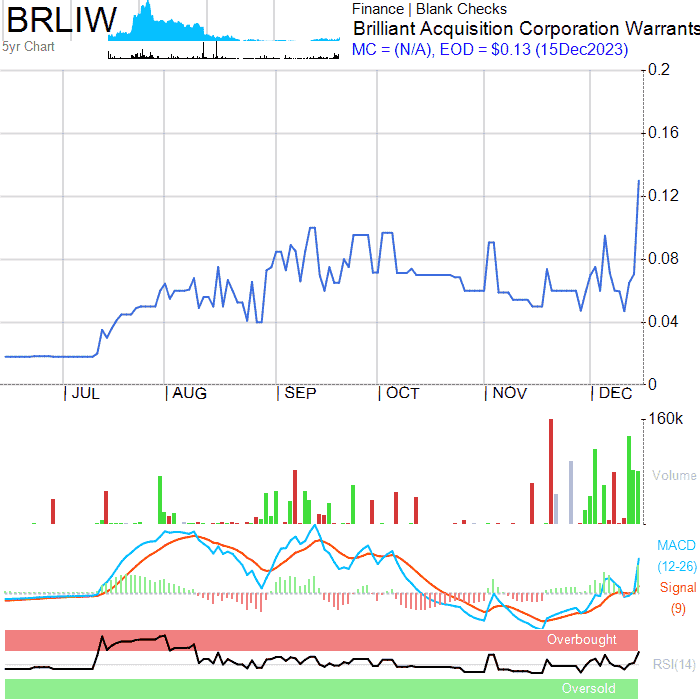 BRLIW
5yr Chart
Finance | Blank Checks
Brilliant Acquisition Corporation Warrants
MC = (N/A), EOD = $0.13 (15Dec2023)
0.2
0.16
0.12
0.08
0.04
0
JUL AUG SEP OCT NOV DEC
160k
Volume
MACD
(12-26)
Signal
(9)
Overbought
RSI(14)
Oversold